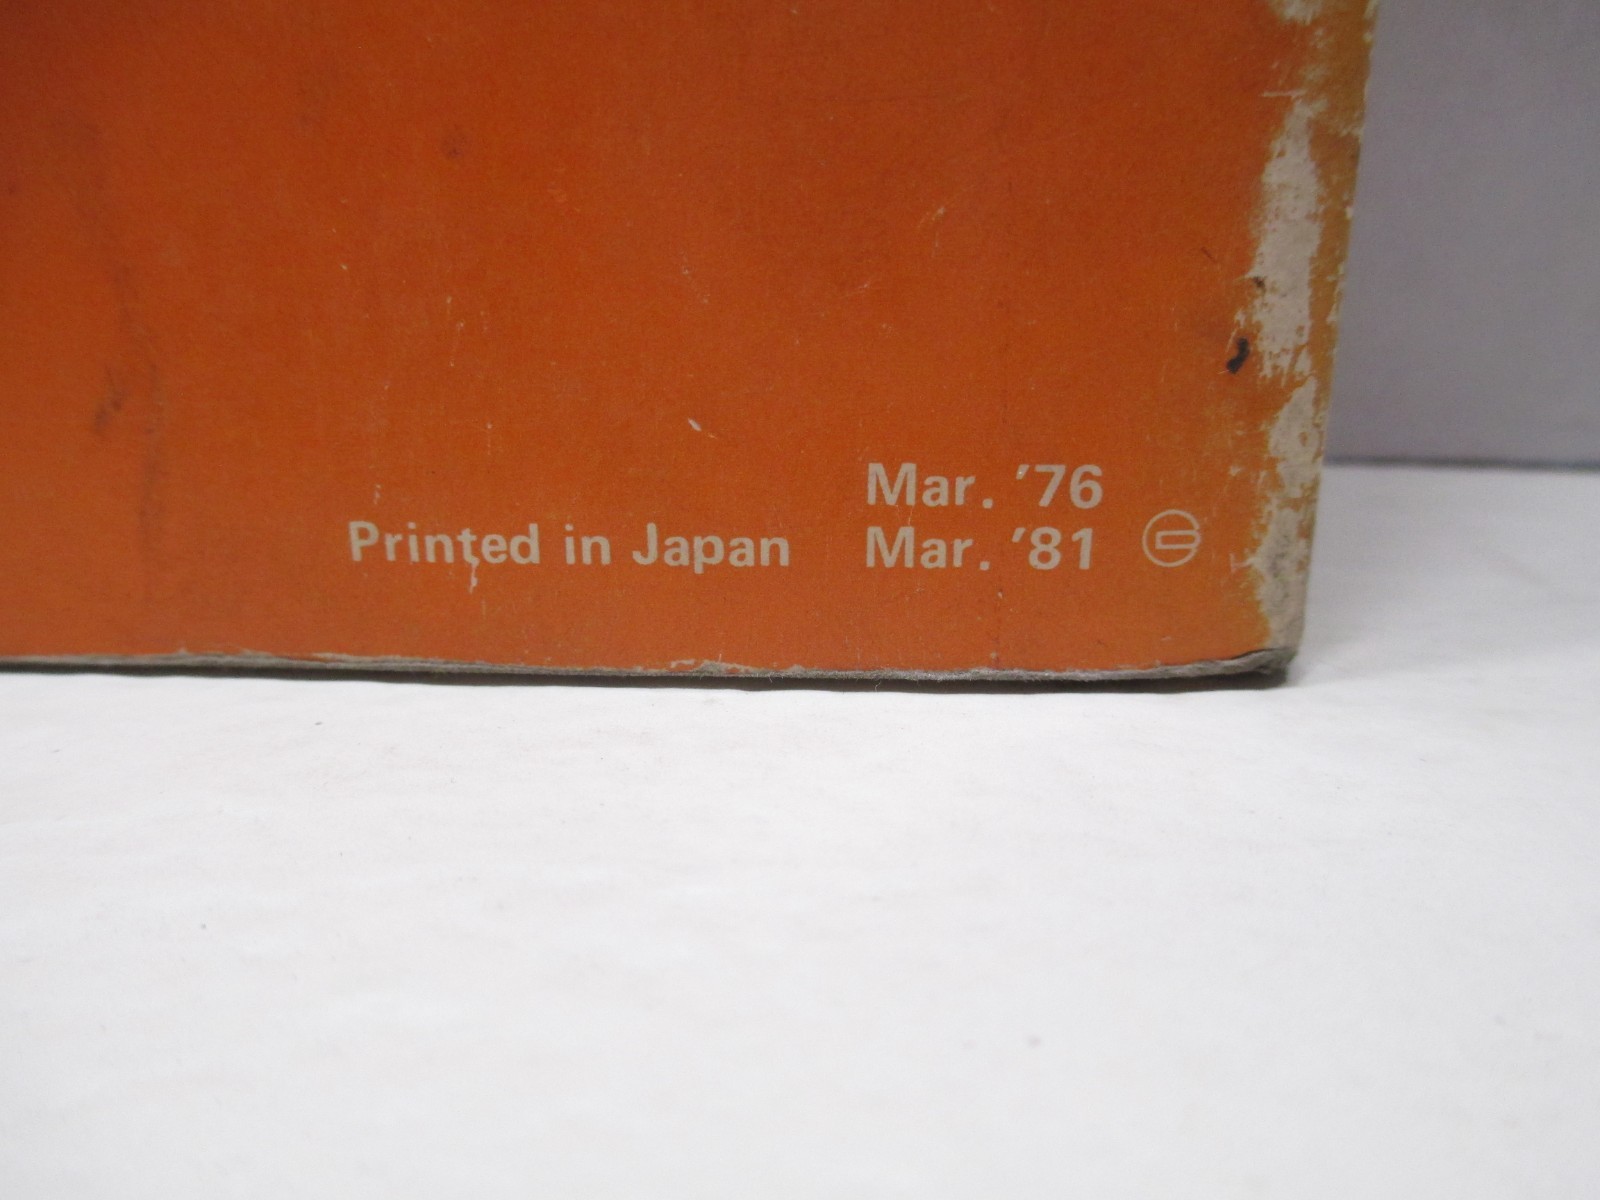 Mar. '76
Printed in Japan Mar. '81